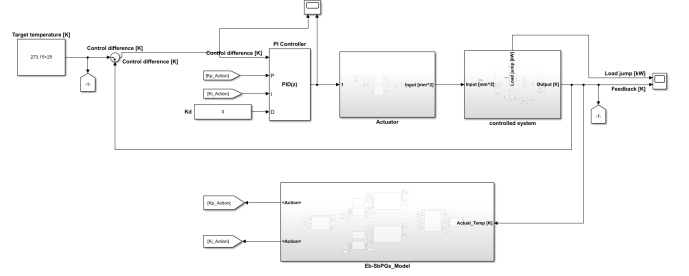 Target temperature [K]
273.15+25
Control difference [K]
Control difference [K]
Control difference [K]
PI Controller
PID(z)
P
I
D
[Kp_Action]
[Ki_Action]
Kd
0
1
Input [mm^2]
Actuator
Input [mm^2]
Load jump [kW]
Output [K]
controlled system
Load jump [kW]
Feedback [K]
[Kp_Action]
[Ki_Action]
<Action>
<Action>
Actuel_Temp [K]
Eb-SbPGs_Model